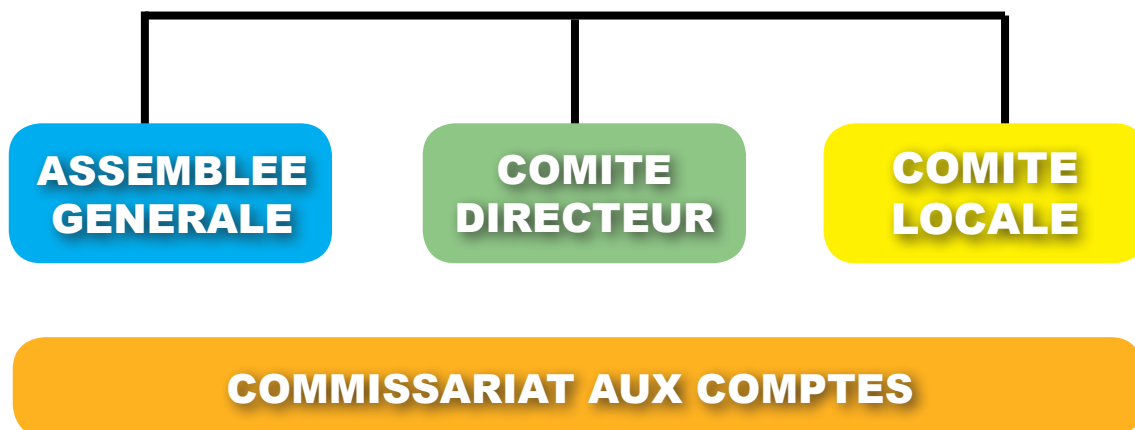 ASSEMBLEE
GENERALE
COMITE
DIRECTEUR
COMITE
LOCALE
COMMISSARIAT AUX COMPTES